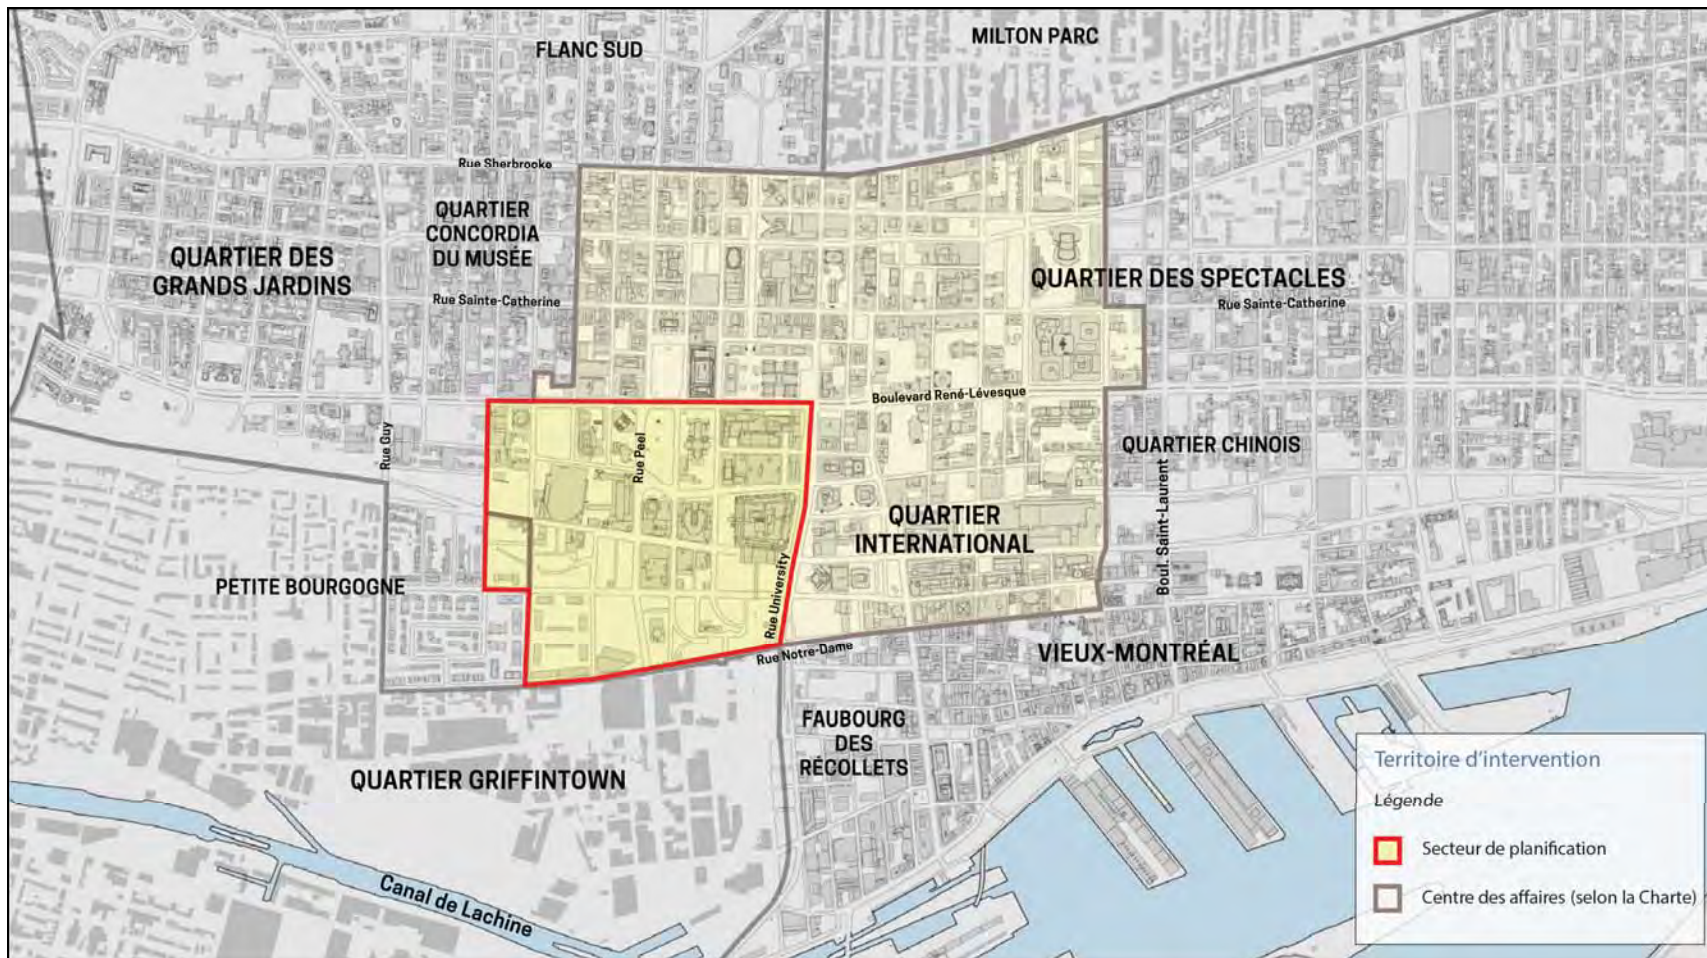 FLANC SUD
MILTON PARC
Rue Sherbrooke
QUARTIER
CONCORDIA
DU MUSÉE
QUARTIER DES
GRANDS JARDINS
Rue Sainte-Catherine
QUARTIER DES SPECTACLES
Rue Sainte-Catherine
Boulevard René-Lévesque
Rue Guy
Rue Peel
QUARTIER CHINOIS
Boul. Saint-Laurent
QUARTIER
INTERNATIONAL
PETITE BOURGOGNE
Rue University
Rue Notre-Dame
VIEUX-MONTRÉAL
FAUBOURG
DES
RÉCOLLETS
QUARTIER GRIFFINTOWN
Canal de Lachine
Territoire d'intervention
Légende
Secteur de planification
Centre des affaires (selon la Charte)